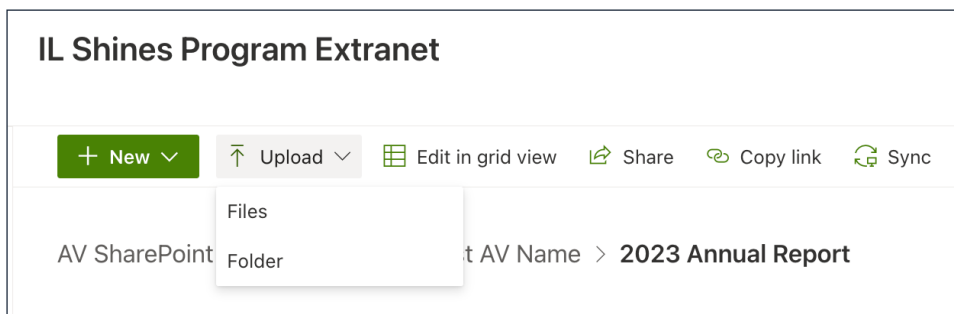 IL Shines Program Extranet
New Upload Edit in grid view Share Copy link Sync
Files
AV SharePoint t AV Name > 2023 Annual Report
Folder